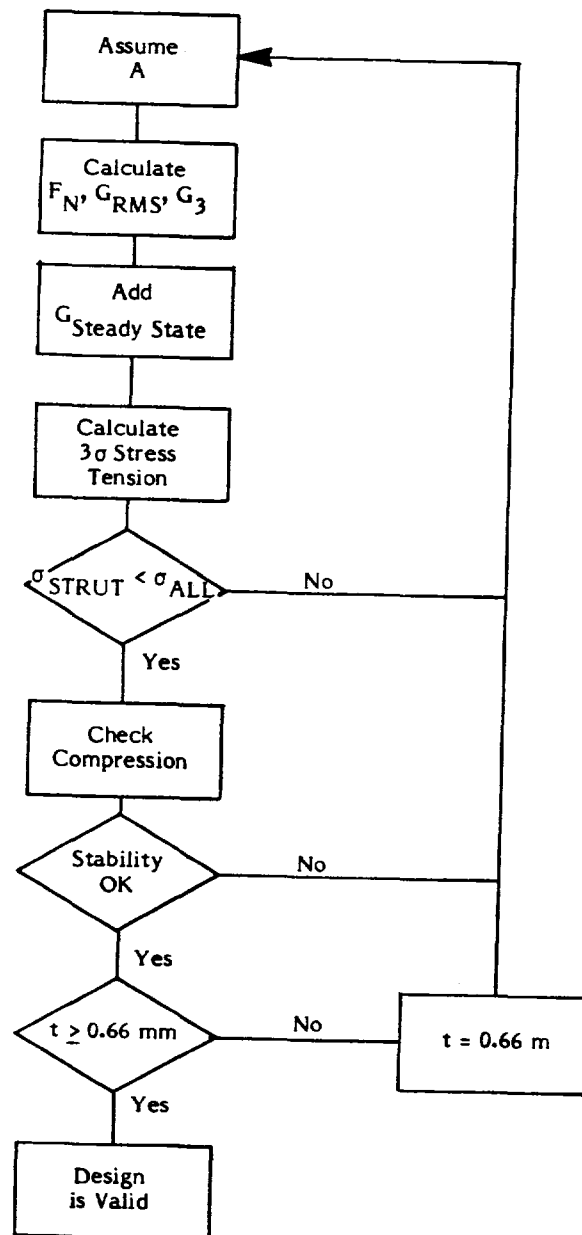 Assume
A
Calculate
F_N, G_RMS, G_3
Add
G_Steady State
Calculate
3σ Stress
Tension
σ_STRUT < σ_ALL
No
Yes
Check
Compression
Stability
OK
No
Yes
t ≥ 0.66 mm
No
t = 0.66 m
Yes
Design
is Valid